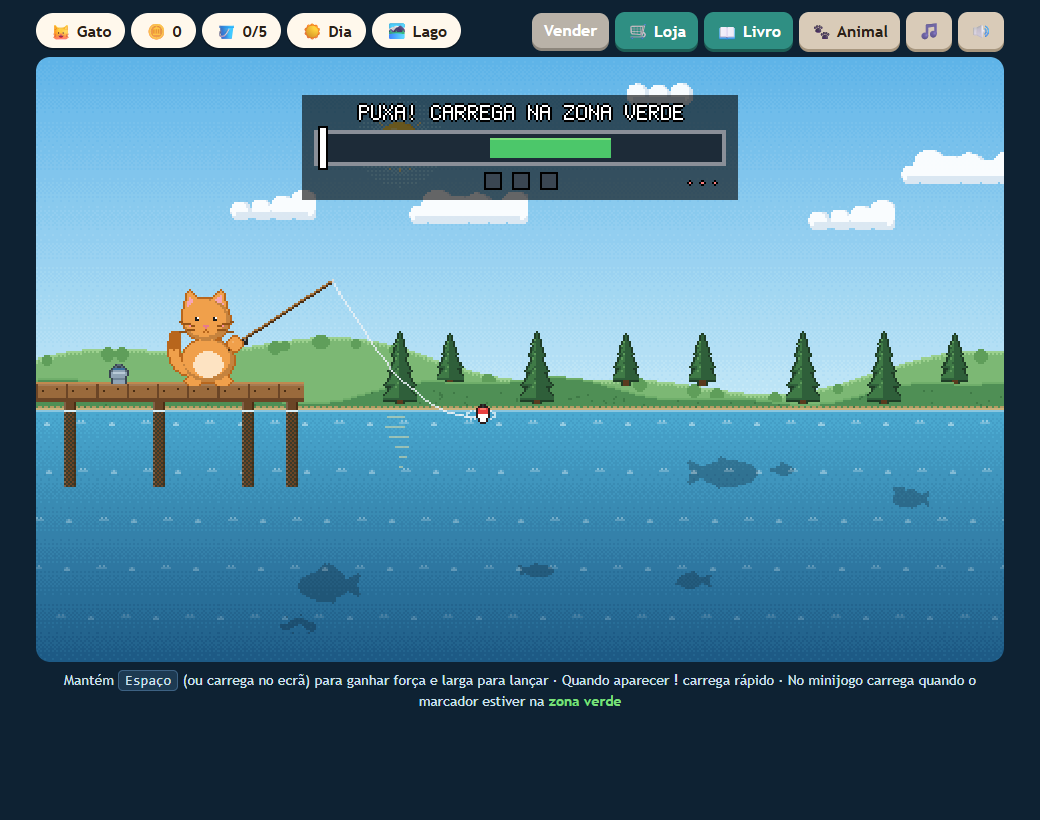 Gato
0
0/5
Dia
Lago
Vender
Loja
Livro
Animal
PUXA! CARREGA NA ZONA VERDE
Mantém Espaço (ou carrega no ecrã) para ganhar força e larga para lançar · Quando aparecer ! carrega rápido · No minijogo carrega quando o
marcador estiver na zona verde